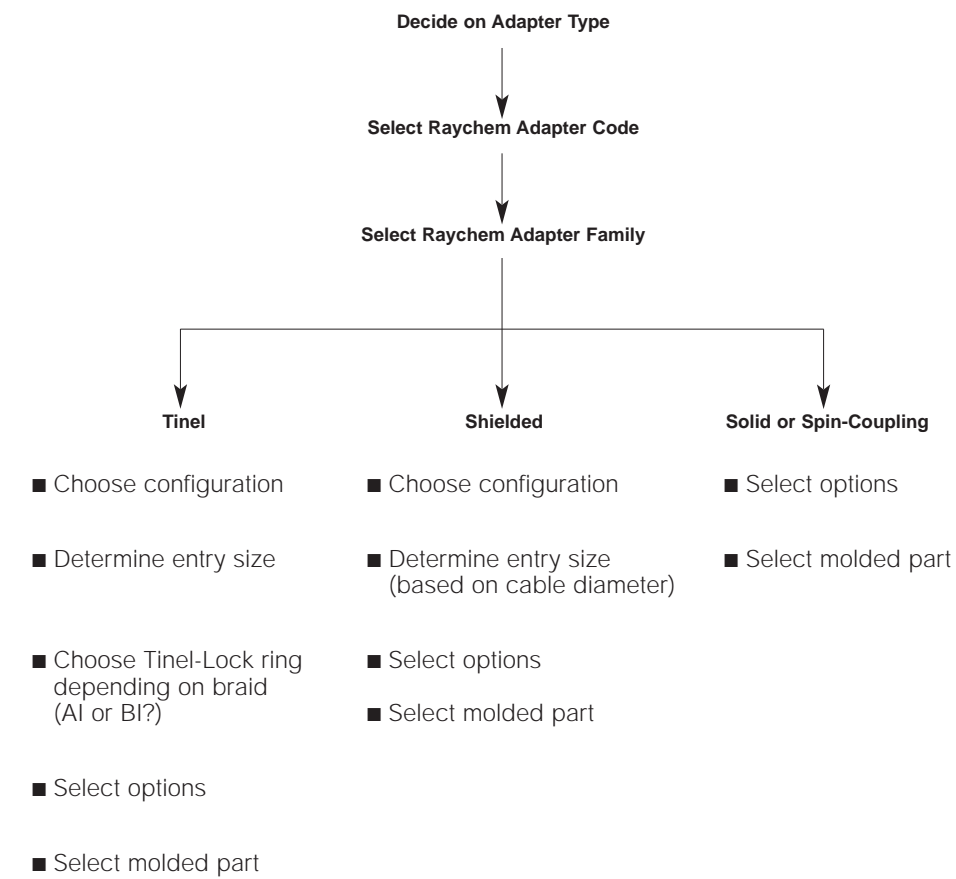 Decide on Adapter Type
Select Raychem Adapter Code
Select Raychem Adapter Family
Tinel
■ Choose configuration
■ Determine entry size
■ Choose Tinel-Lock ring
depending on braid
(AI or BI?)
■ Select options
■ Select molded part
Shielded
■ Choose configuration
■ Determine entry size
(based on cable diameter)
■ Select options
■ Select molded part
Solid or Spin-Coupling
■ Select options
■ Select molded part